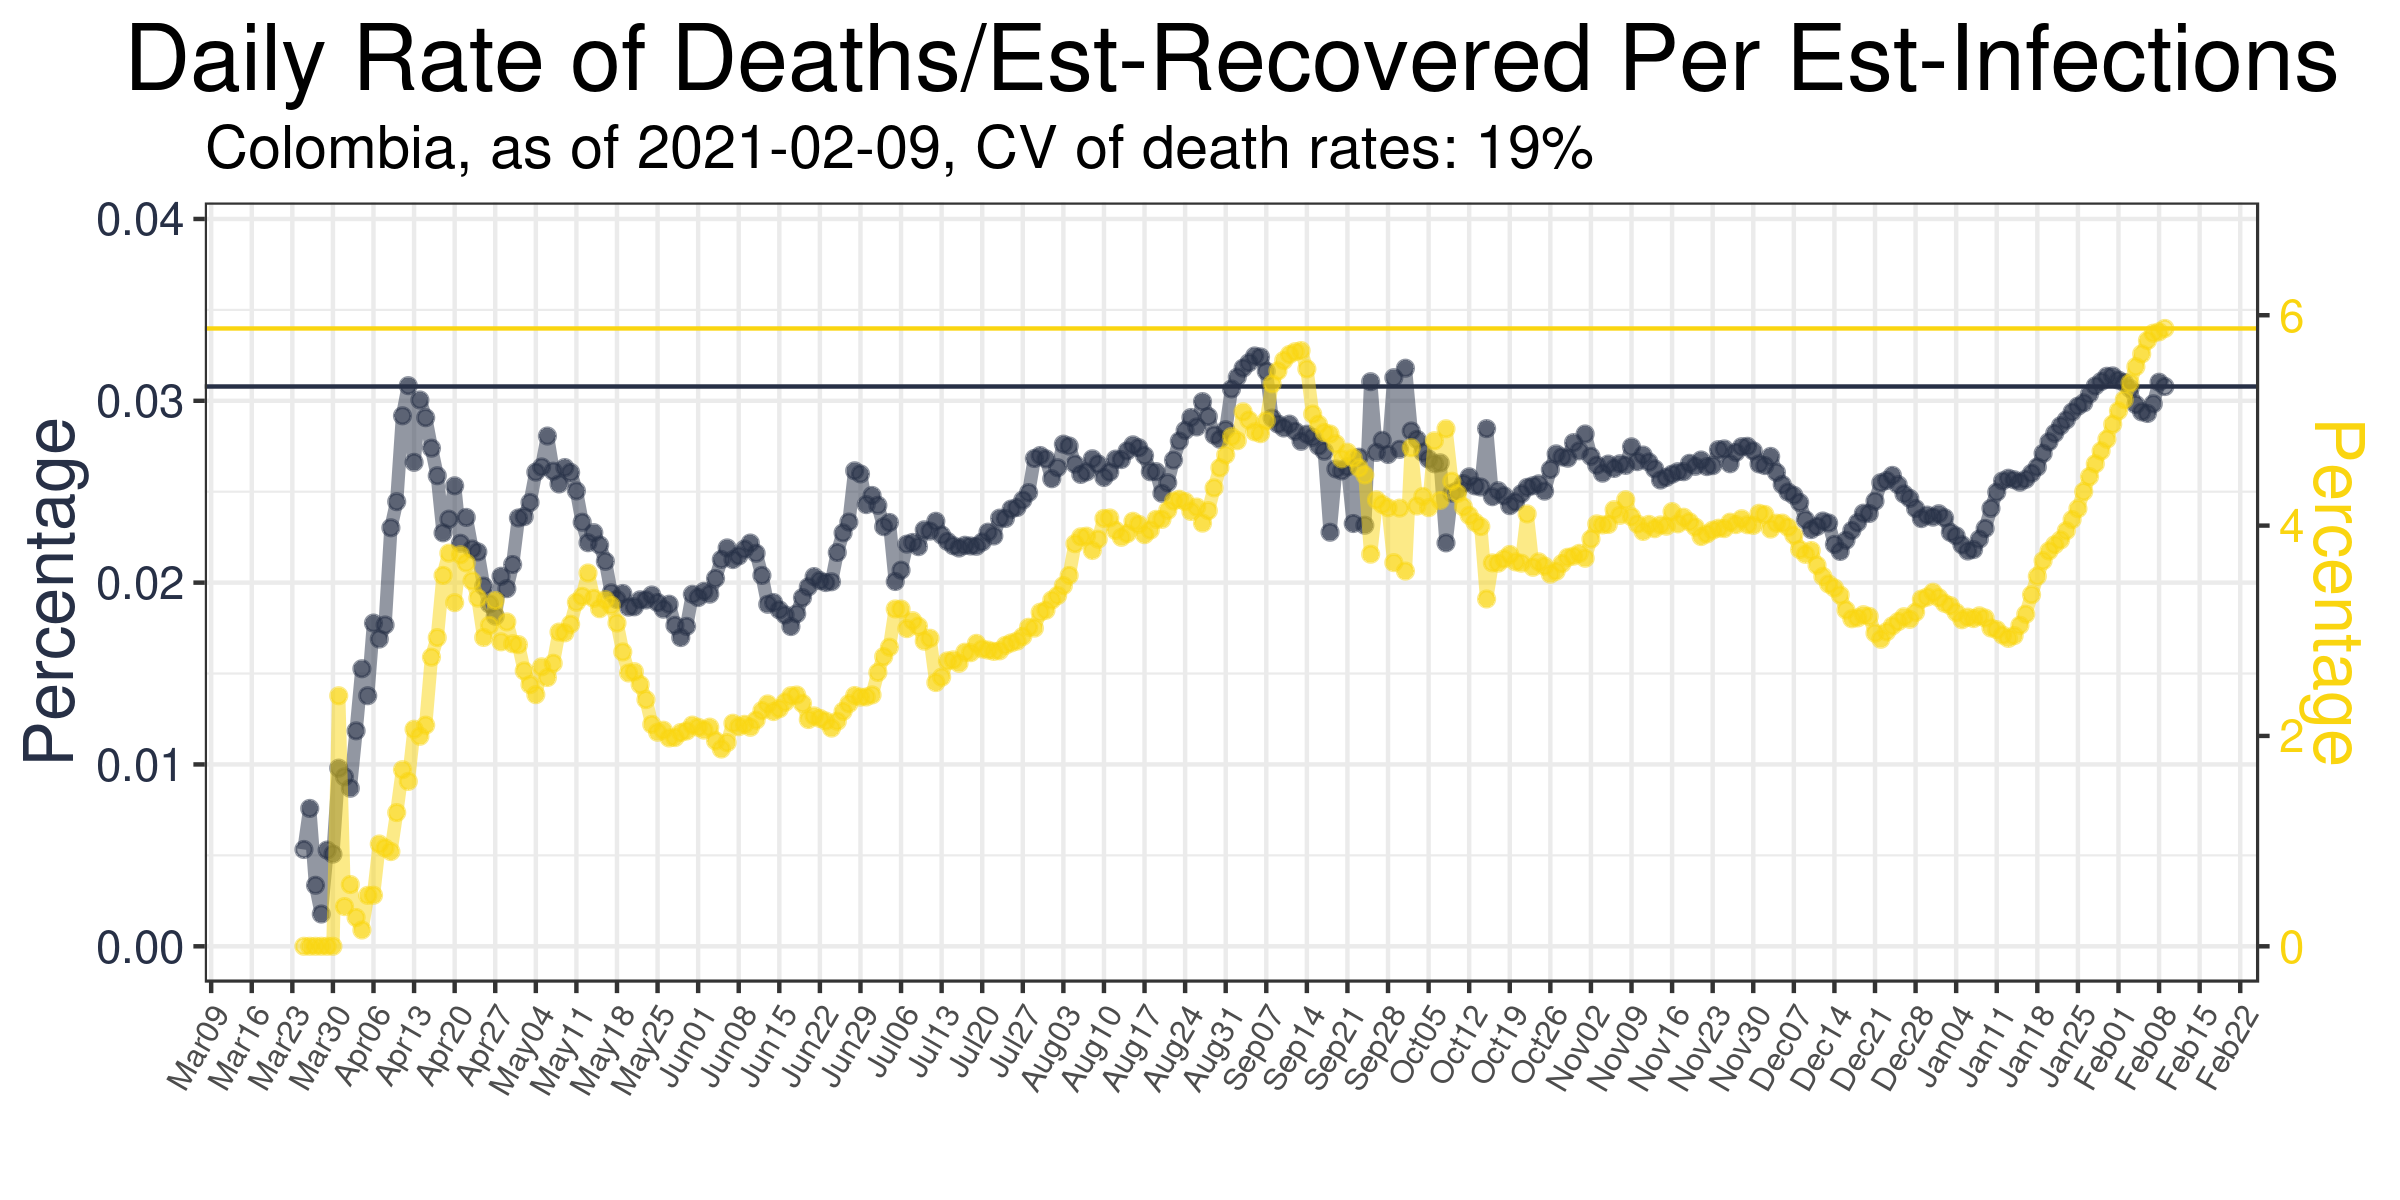 Daily Rate of Deaths/Est-Recovered Per Est-Infections
Colombia, as of 2021-02-09, CV of death rates: 19%
Percentage
0.04
0.03
0.02
0.01
0.00
6
4
2
0
Percentage
Mar09 Mar16 Mar23 Mar30 Apr06 Apr13 Apr20 Apr27 May04 May11 May18 May25 Jun01 Jun08 Jun15 Jun22 Jun29 Jul06 Jul13 Jul20 Jul27 Aug03 Aug10 Aug17 Aug24 Aug31 Sep07 Sep14 Sep21 Sep28 Oct05 Oct12 Oct19 Oct26 Nov02 Nov09 Nov16 Nov23 Nov30 Dec07 Dec14 Dec21 Dec28 Jan04 Jan11 Jan18 Jan25 Feb01 Feb08 Feb15 Feb22